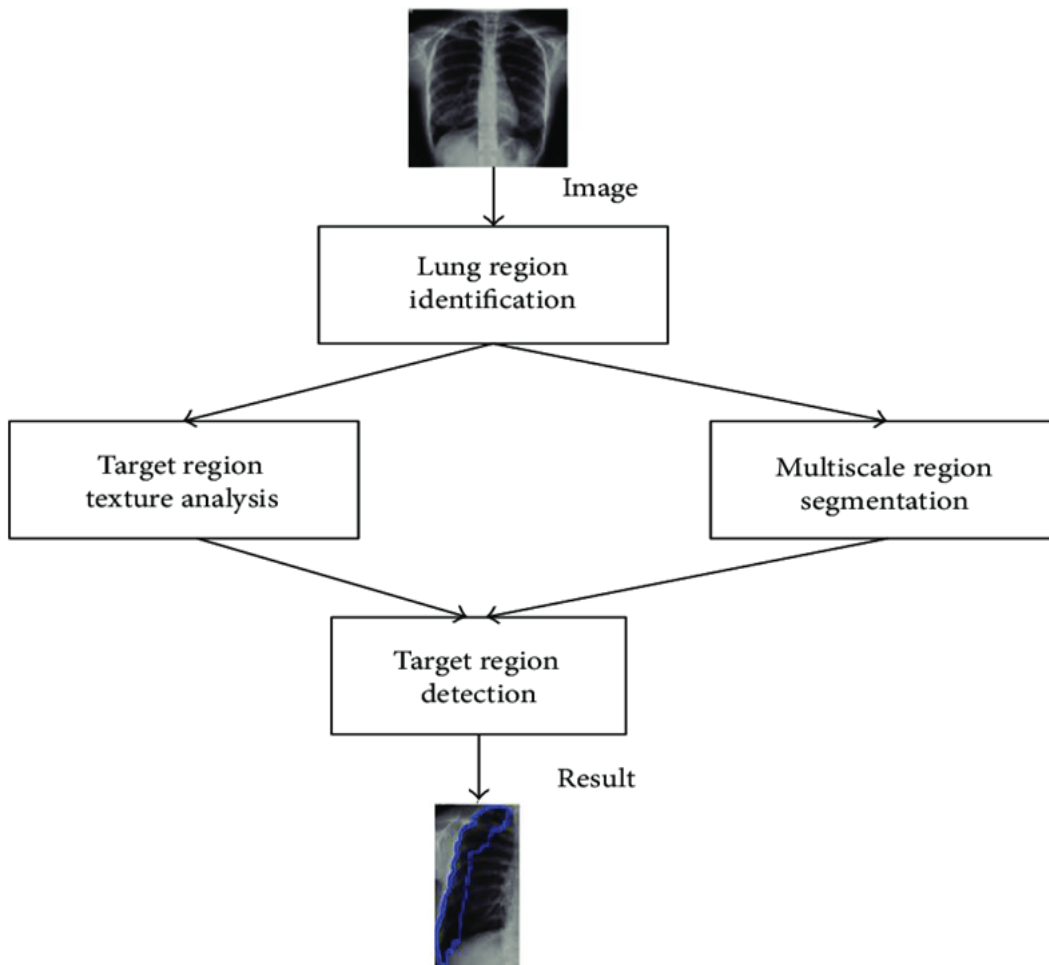 Image
Lung region
identification
Target region
texture analysis
Multiscale region
segmentation
Target region
detection
Result